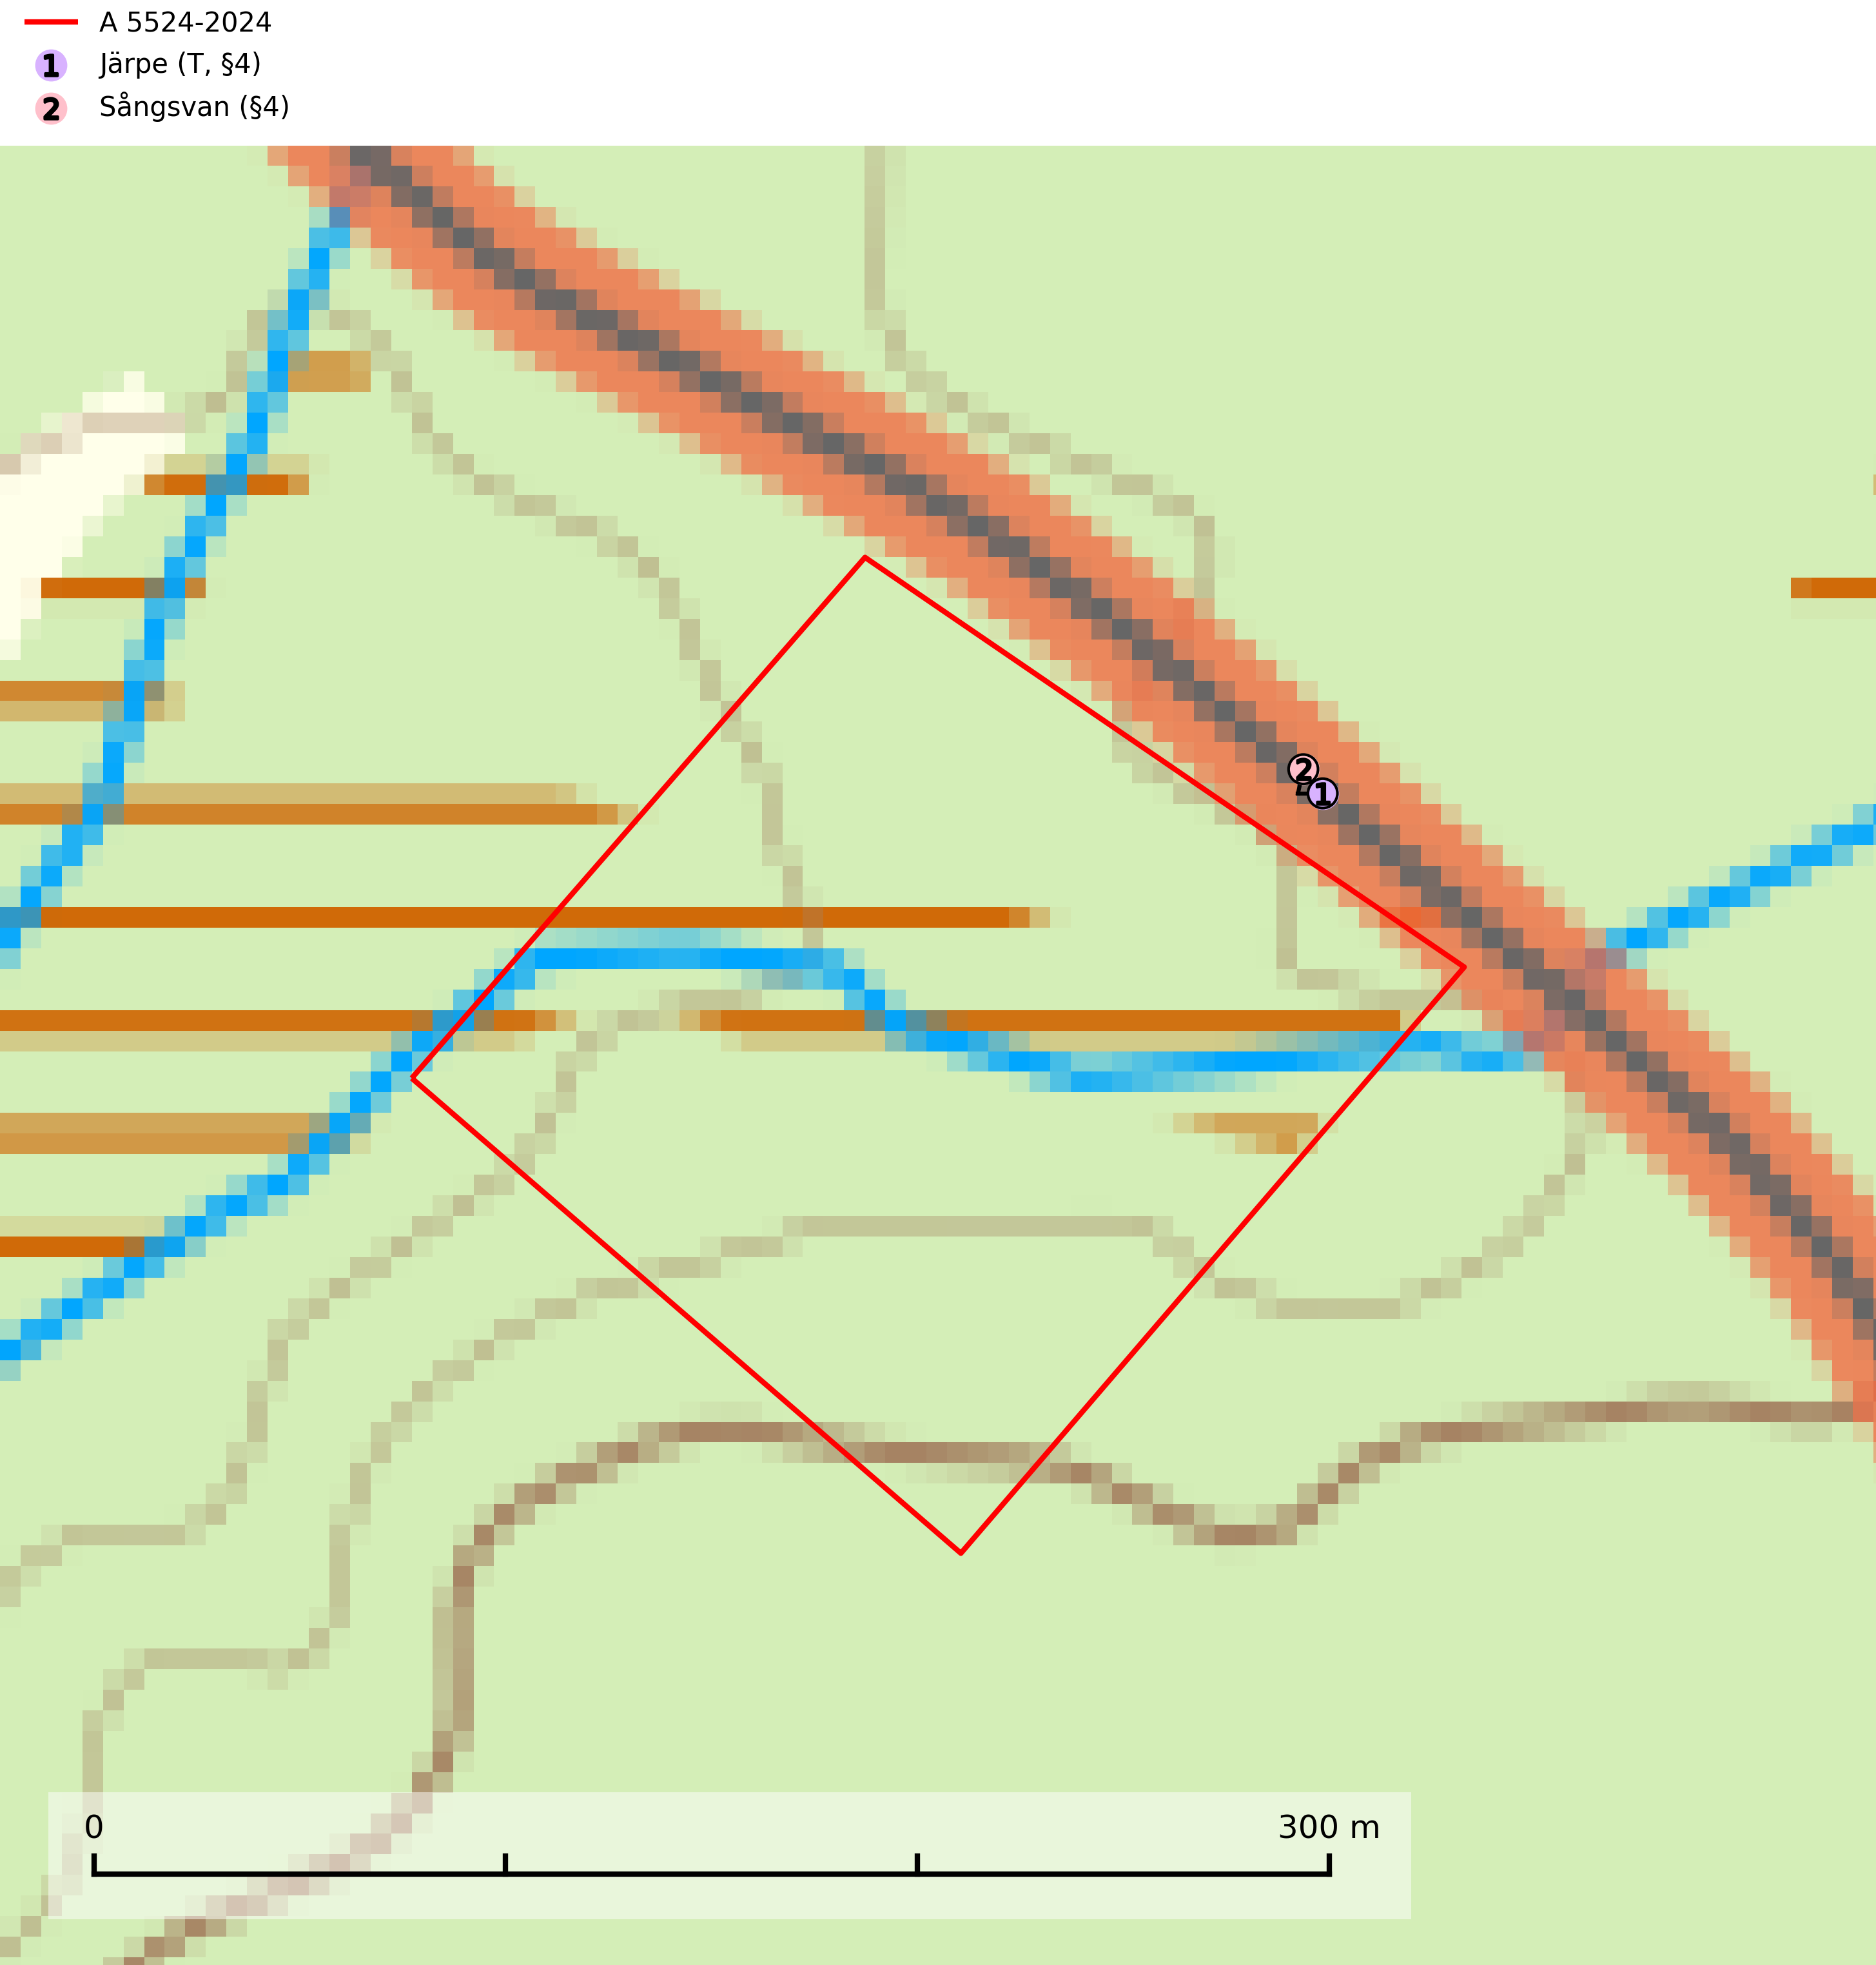 A 5524-2024
1 Järpe (T, §4)
2 Sångsvan (§4)
2
1
0 300 m